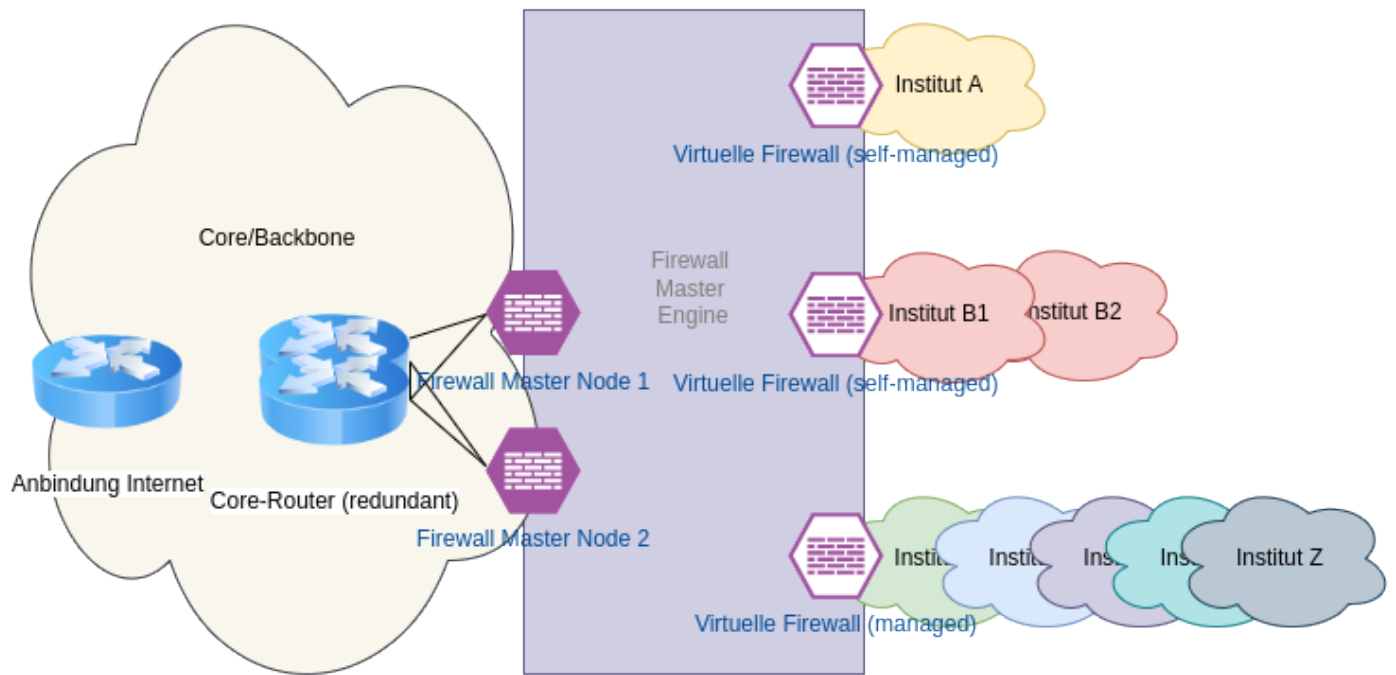 Institut A
Virtuelle Firewall (self-managed)
Core/Backbone
Firewall
Master
Engine
Institut B1
nstitut B2
Firewall Master Node 1
Virtuelle Firewall (self-managed)
Anbindung Internet
Core-Router (redundant)
Firewall Master Node 2
Institut Z
Virtuelle Firewall (managed)